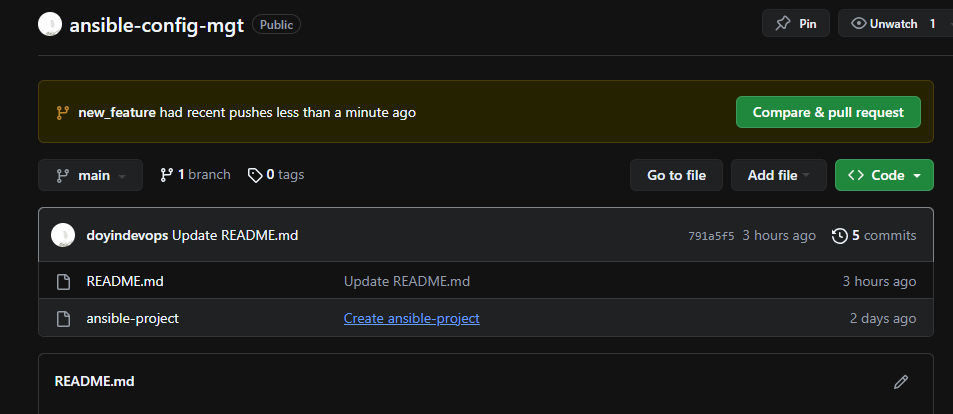 ansible-config-mgt Public Pin Unwatch 1
new_feature had recent pushes less than a minute ago Compare & pull request
main 1 branch 0 tags Go to file Add file Code
doyindevops Update README.md 791a5f5 3 hours ago 5 commits
README.md Update README.md 3 hours ago
ansible-project Create ansible-project 2 days ago
README.md